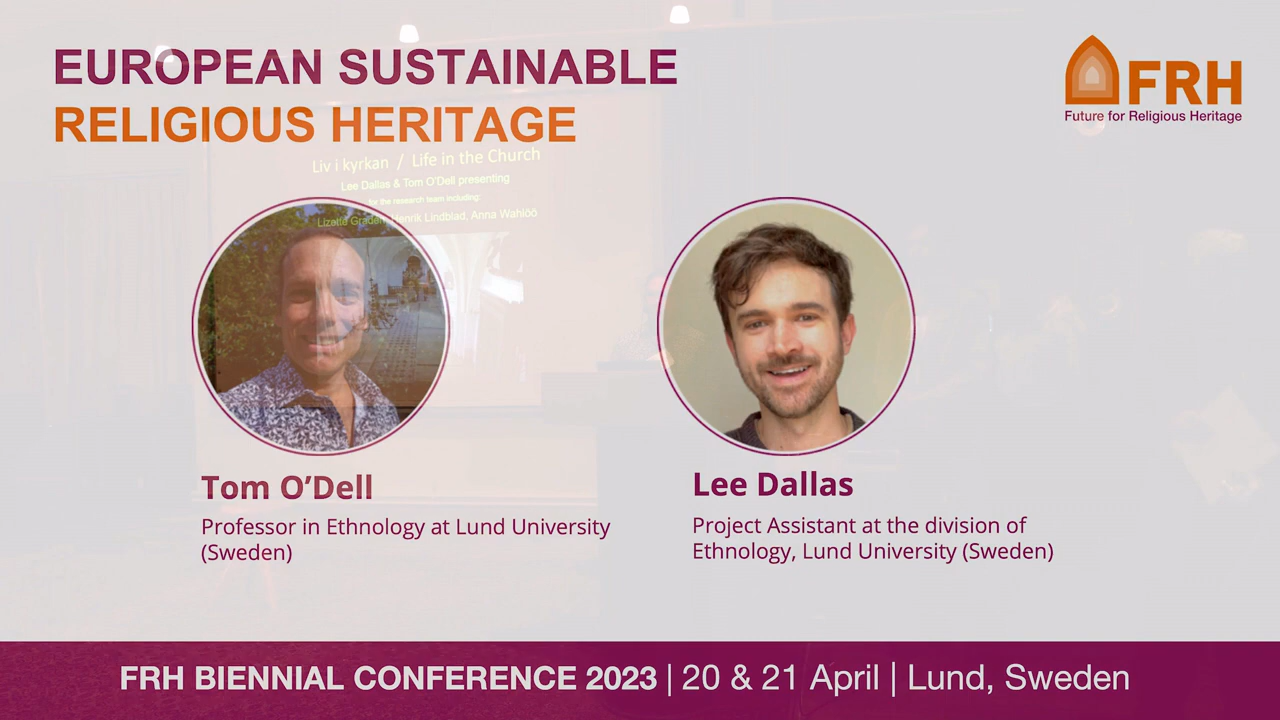 EUROPEAN SUSTAINABLE
RELIGIOUS HERITAGE
FRH
Future for Religious Heritage
Liv i kyrkan / Life in the Church
Lee Dallas & Tom O'Dell presenting
for the research team including:
Lizette Gradén, Henrik Lindblad, Anna Wahlöö
Tom O’Dell
Professor in Ethnology at Lund University
(Sweden)
Lee Dallas
Project Assistant at the division of
Ethnology, Lund University (Sweden)
FRH BIENNIAL CONFERENCE 2023 | 20 & 21 April | Lund, Sweden